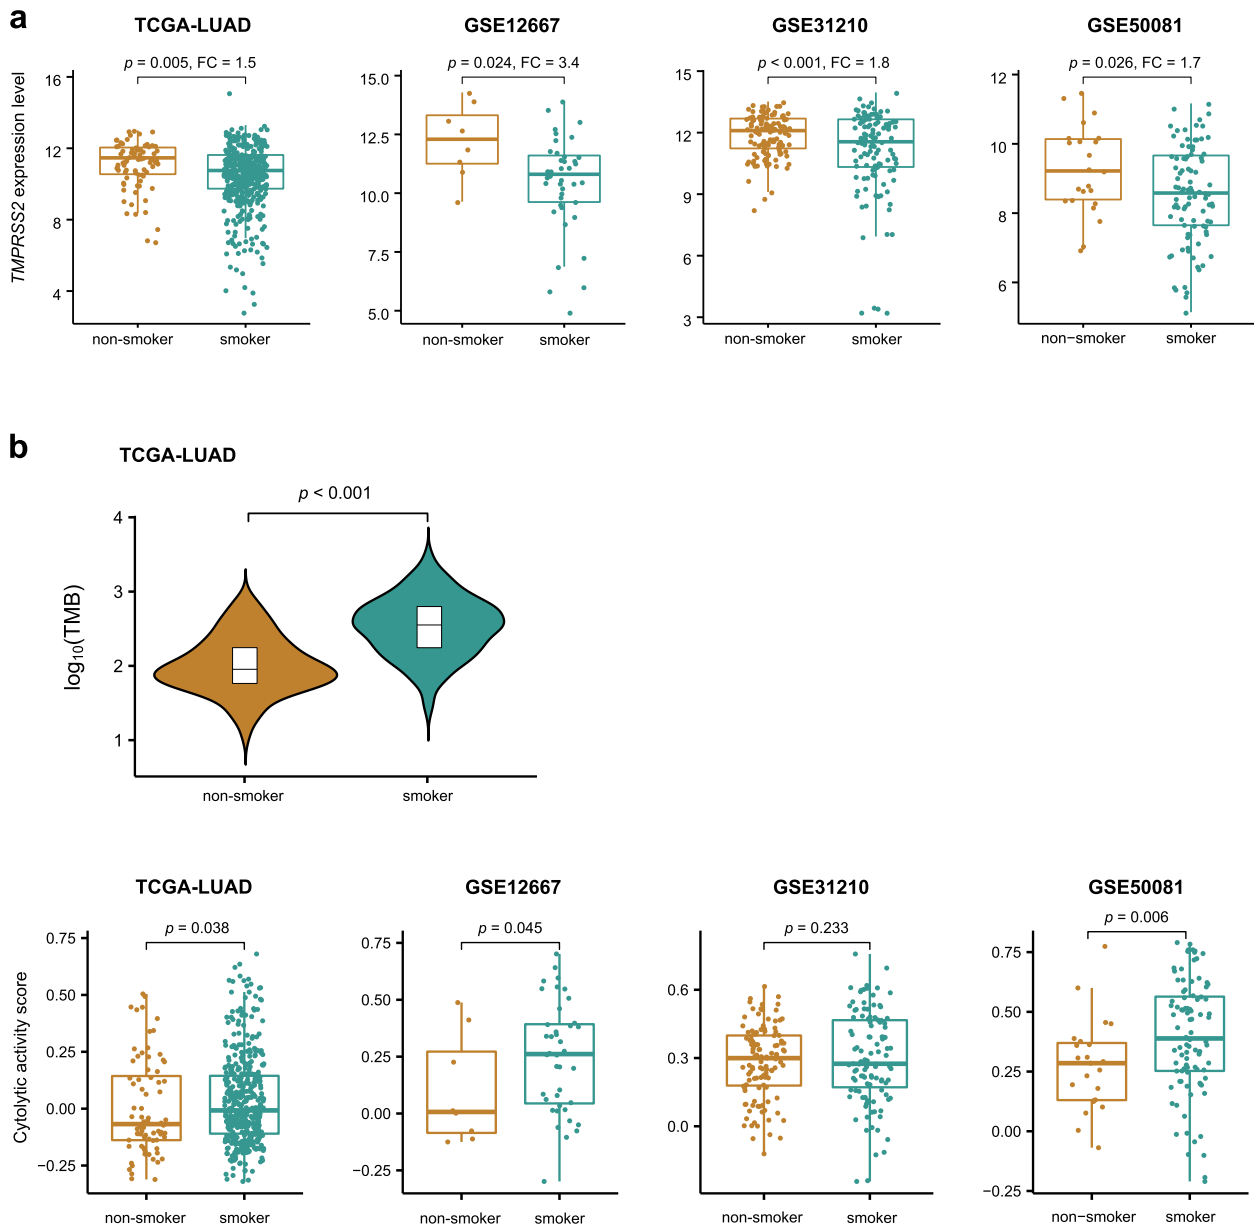 a
TCGA-LUAD
GSE12667
GSE31210
GSE50081
p = 0.005, FC = 1.5
p = 0.024, FC = 3.4
p < 0.001, FC = 1.8
p = 0.026, FC = 1.7
TMPRSS2 expression level
16
12
8
4
non-smoker
smoker
15.0
12.5
10.0
7.5
5.0
non-smoker
smoker
15
12
9
6
3
non-smoker
smoker
12
10
8
6
non−smoker
smoker
b
TCGA-LUAD
p < 0.001
log10(TMB)
4
3
2
1
non-smoker
smoker
TCGA-LUAD
GSE12667
GSE31210
GSE50081
p = 0.038
p = 0.045
p = 0.233
p = 0.006
Cytolytic activity score
0.75
0.50
0.25
0.00
−0.25
non-smoker
smoker
0.75
0.50
0.25
0.00
−0.25
non-smoker
smoker
0.6
0.3
0.0
non-smoker
smoker
0.75
0.50
0.25
0.00
−0.25
non−smoker
smoker